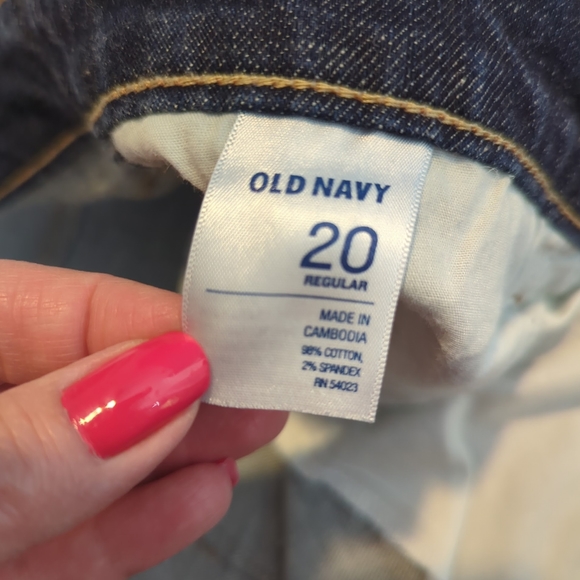 OLD NAVY
20
REGULAR
MADE IN
CAMBODIA
98% COTTON,
2% SPANDEX
RN 54023